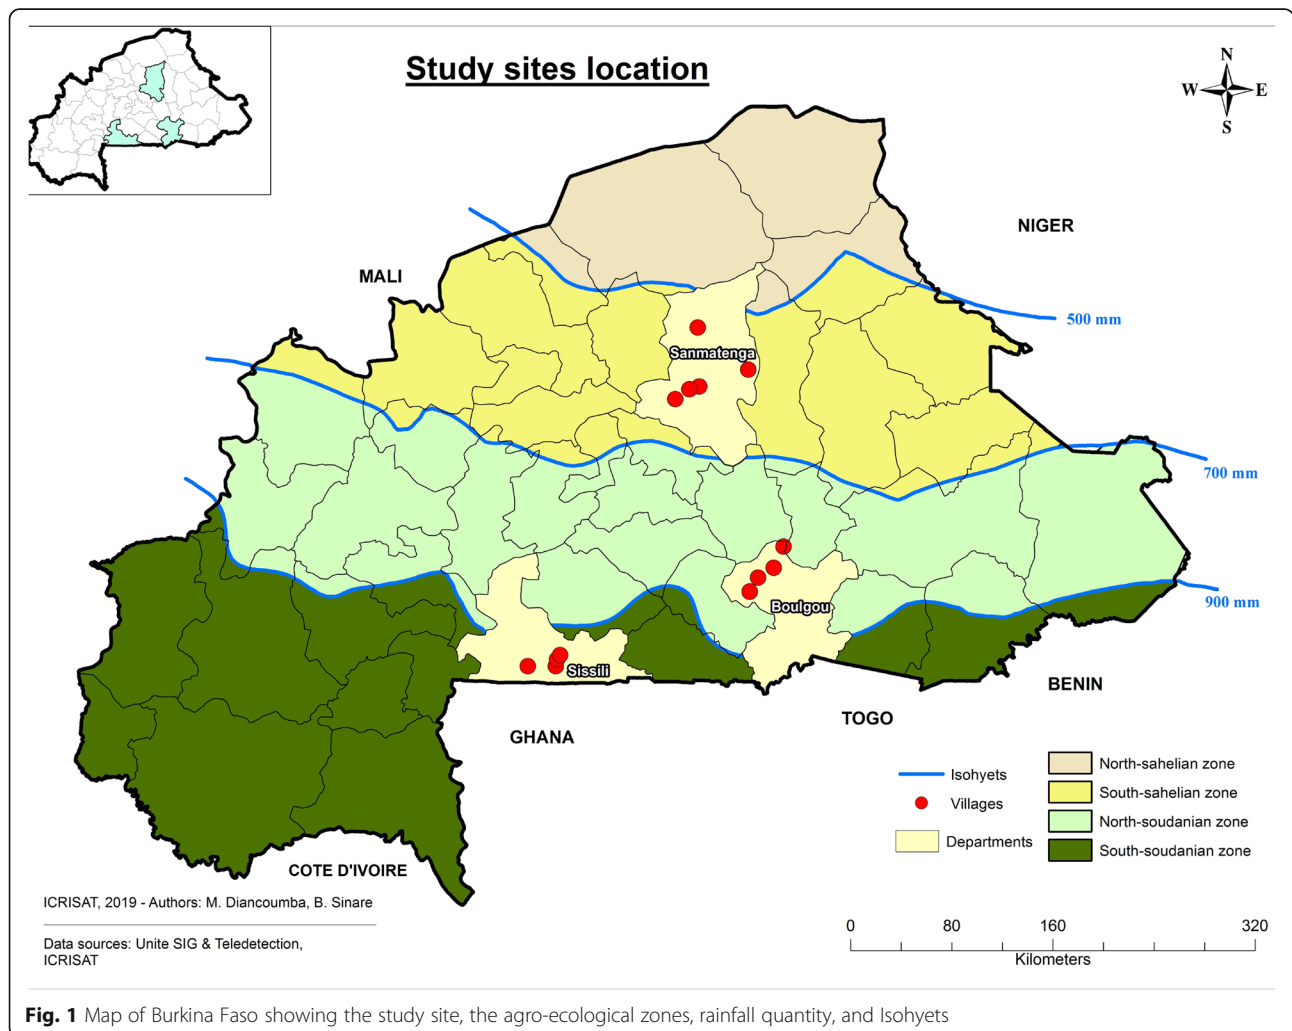 Study sites location
N
W E
S
NIGER
MALI
500 mm
Sanmatenga
700 mm
900 mm
Boulgou
Sissili
BENIN
TOGO
GHANA
COTE D'IVOIRE
Isohyets
Villages
Departments
North-sahelian zone
South-sahelian zone
North-soudanian zone
South-soudanian zone
ICRISAT, 2019 - Authors: M. Diancoumba, B. Sinare
Data sources: Unite SIG & Teledetection,
ICRISAT
0 80 160 320
Kilometers
Fig. 1 Map of Burkina Faso showing the study site, the agro-ecological zones, rainfall quantity, and Isohyets